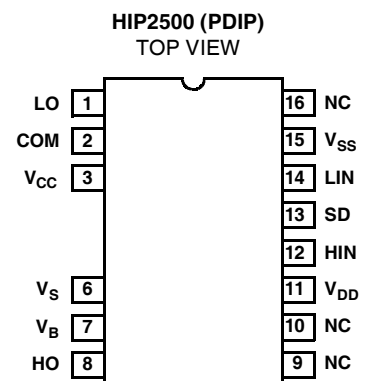 HIP2500 (PDIP)
TOP VIEW
LO 1 16 NC
COM 2 15 VSS
VCC 3 14 LIN
13 SD
12 HIN
VS 6 11 VDD
VB 7 10 NC
HO 8 9 NC